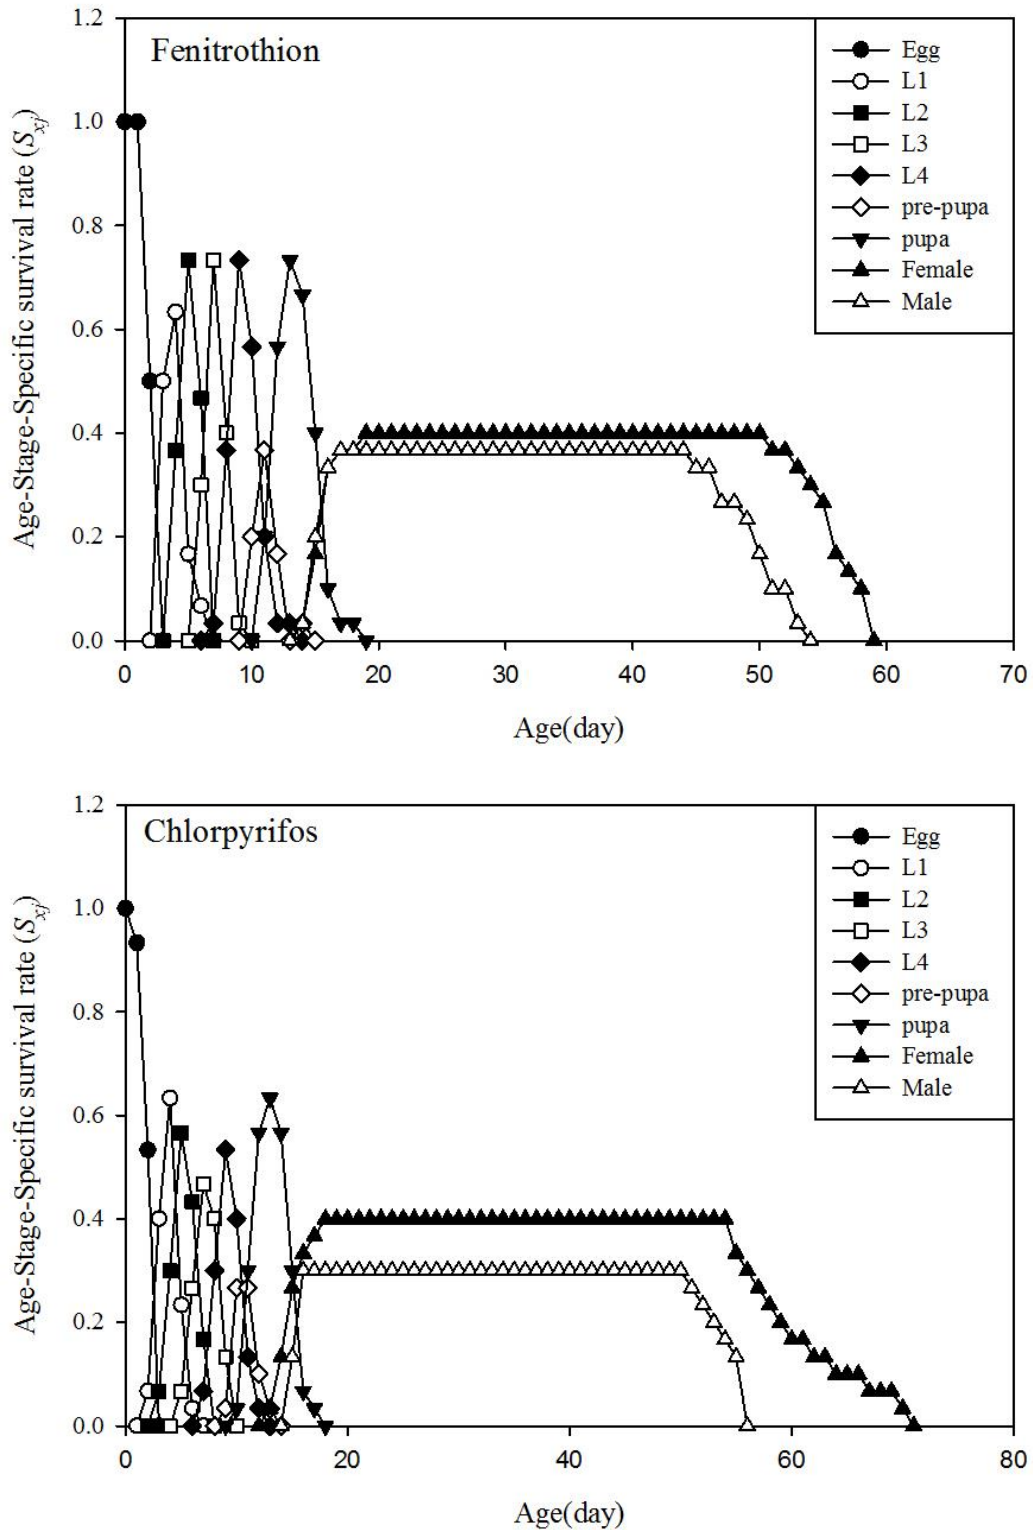 Fenitrothion
Age-Stage-Specific survival rate (Sxj)
1.2
1.0
0.8
0.6
0.4
0.2
0.0
0 10 20 30 40 50 60 70
Age(day)
Egg
L1
L2
L3
L4
pre-pupa
pupa
Female
Male
Chlorpyrifos
Age-Stage-Specific survival rate (Sxj)
1.2
1.0
0.8
0.6
0.4
0.2
0.0
0 20 40 60 80
Age(day)
Egg
L1
L2
L3
L4
pre-pupa
pupa
Female
Male